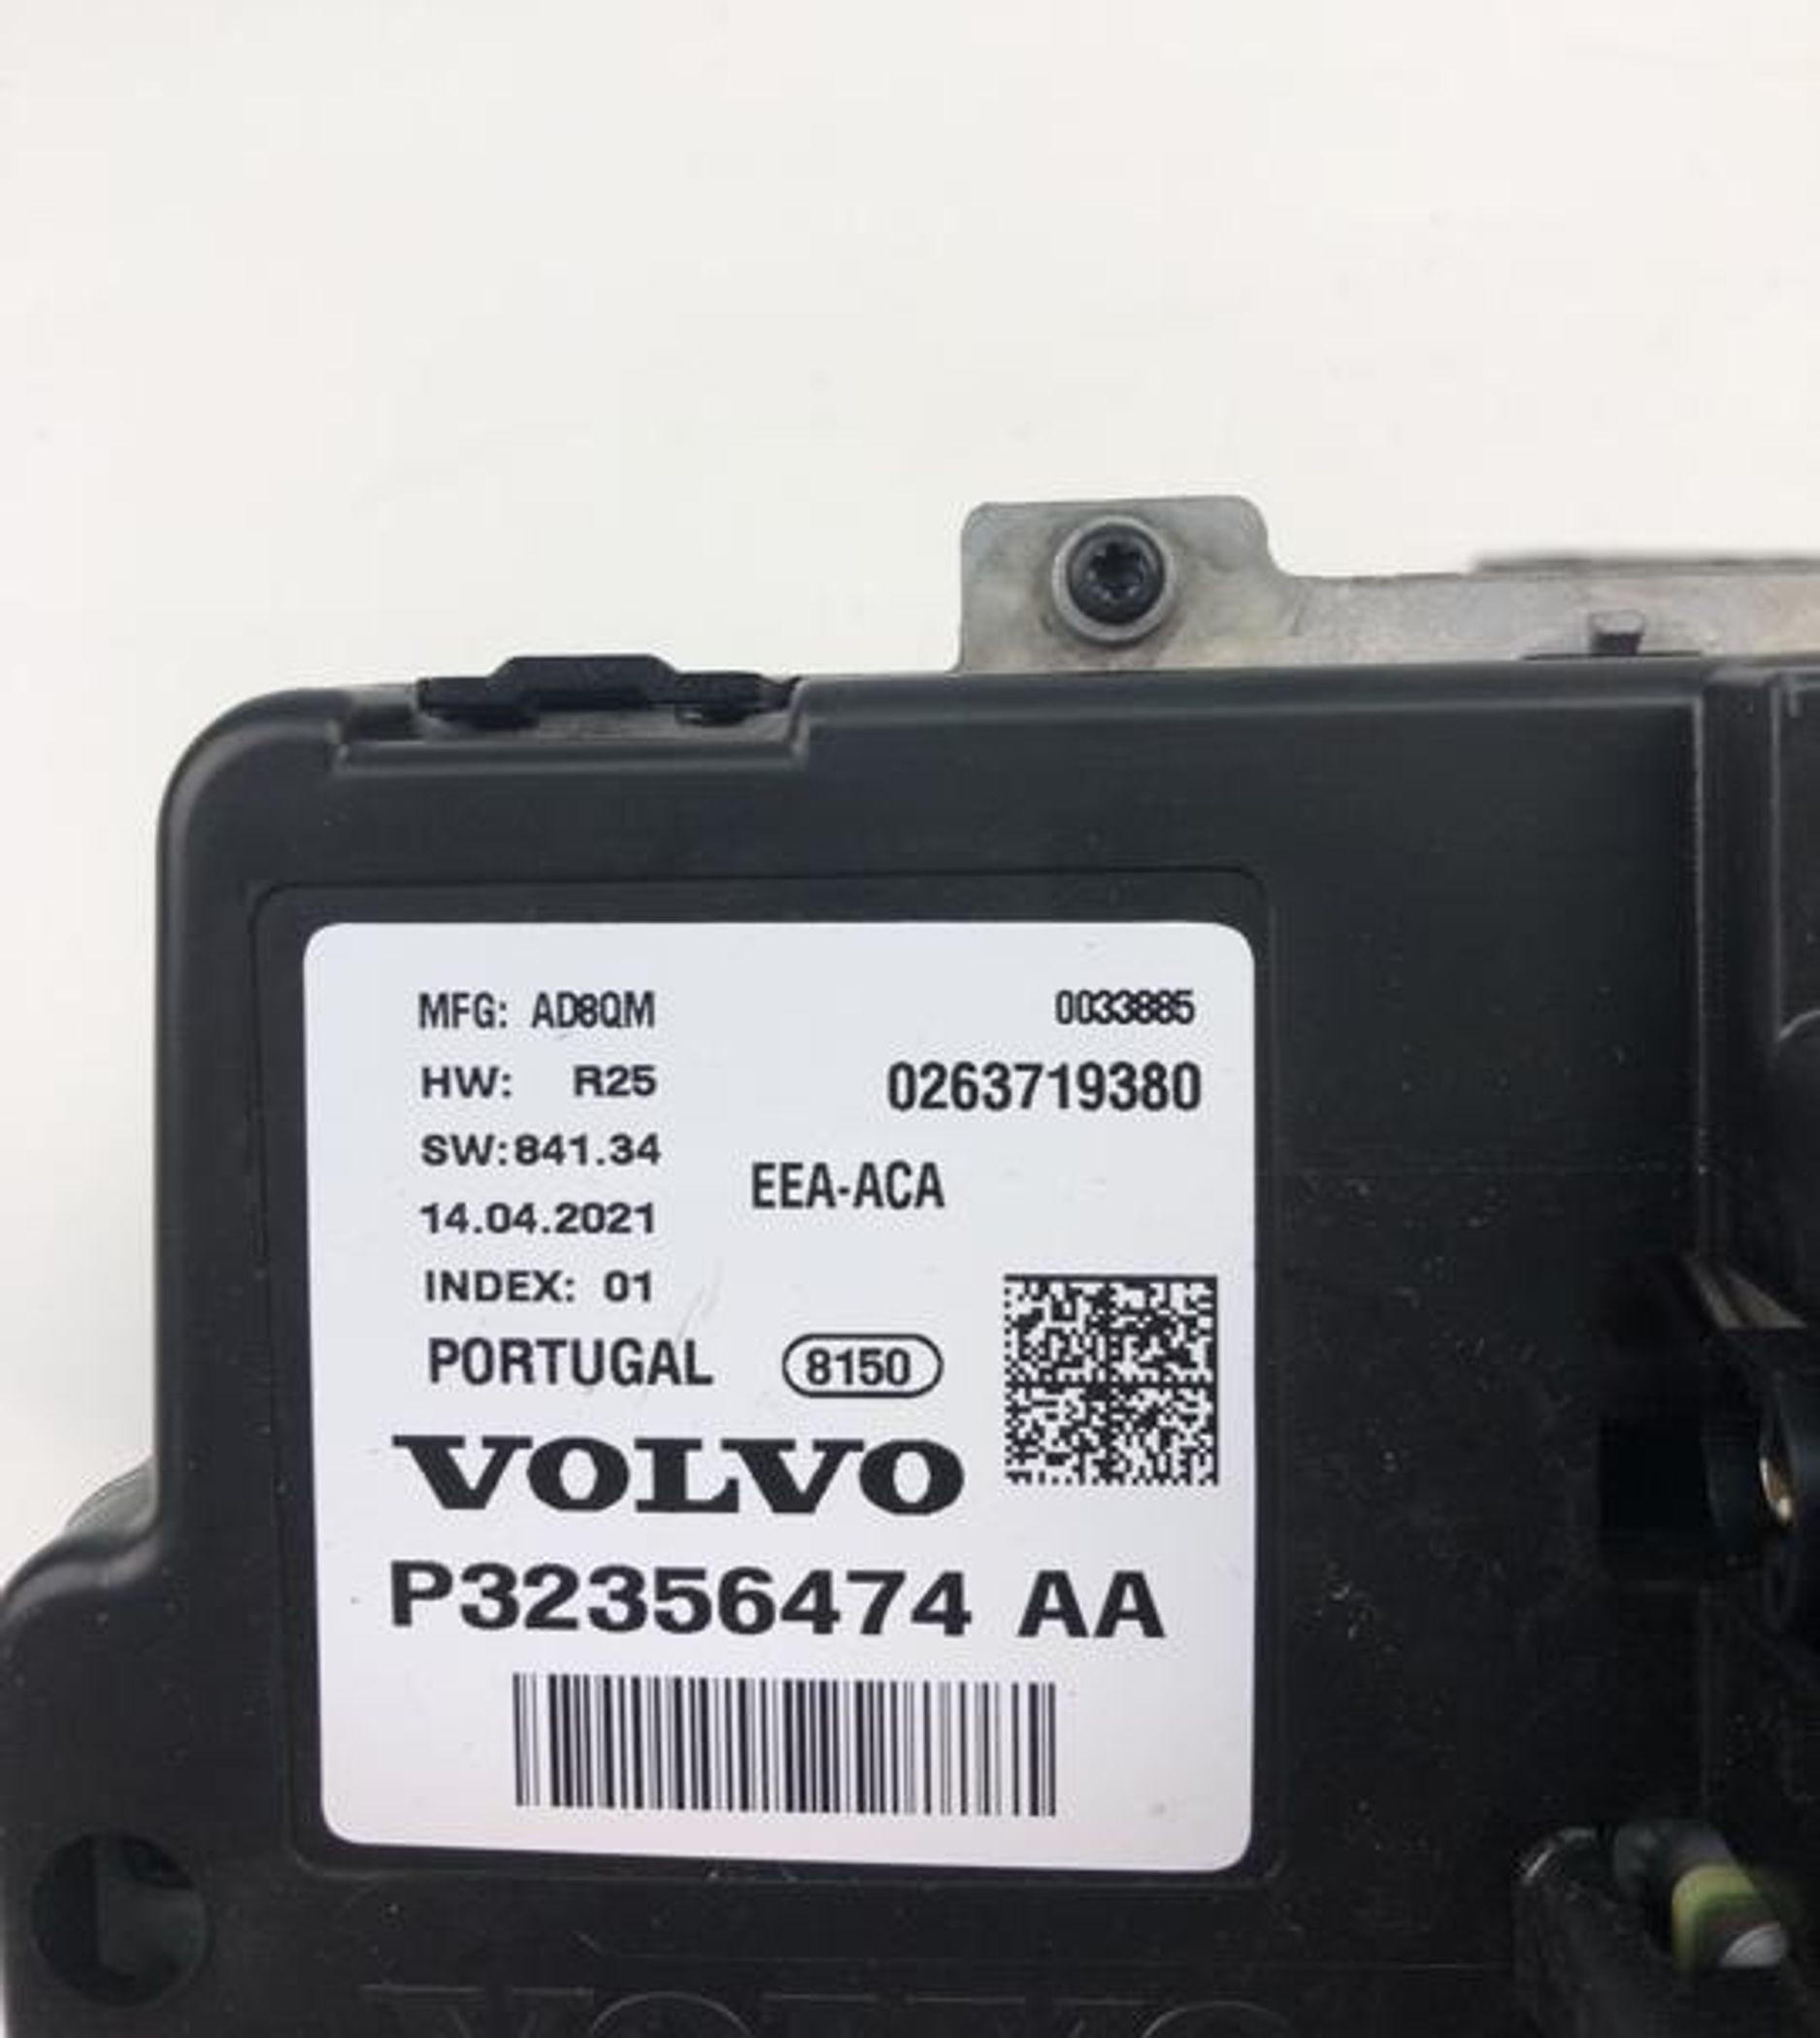 MFG: AD8QM
0033885
HW: R25
0263719380
SW:841.34
EEA-ACA
14.04.2021
INDEX: 01
PORTUGAL 8150
VOLVO
P32356474 AA